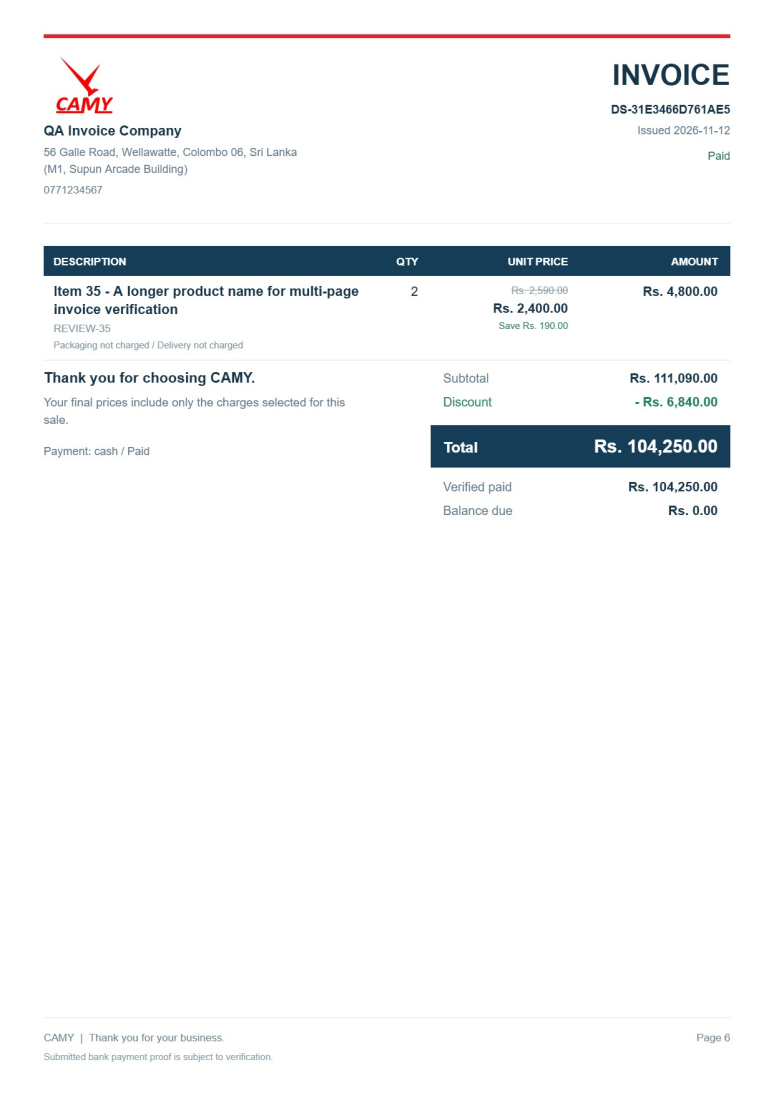 CAMY
QA Invoice Company
56 Galle Road, Wellawatte, Colombo 06, Sri Lanka
(M1, Supun Arcade Building)
0771234567
INVOICE
DS-31E3466D761AE5
Issued 2026-11-12
Paid
DESCRIPTION QTY UNIT PRICE AMOUNT
Item 35 - A longer product name for multi-page 2 Rs. 2,590.00 Rs. 4,800.00
invoice verification Rs. 2,400.00
REVIEW-35 Save Rs. 190.00
Packaging not charged / Delivery not charged
Thank you for choosing CAMY.
Your final prices include only the charges selected for this
sale.
Payment: cash / Paid
Subtotal Rs. 111,090.00
Discount - Rs. 6,840.00
Total Rs. 104,250.00
Verified paid Rs. 104,250.00
Balance due Rs. 0.00
CAMY | Thank you for your business. Page 6
Submitted bank payment proof is subject to verification.